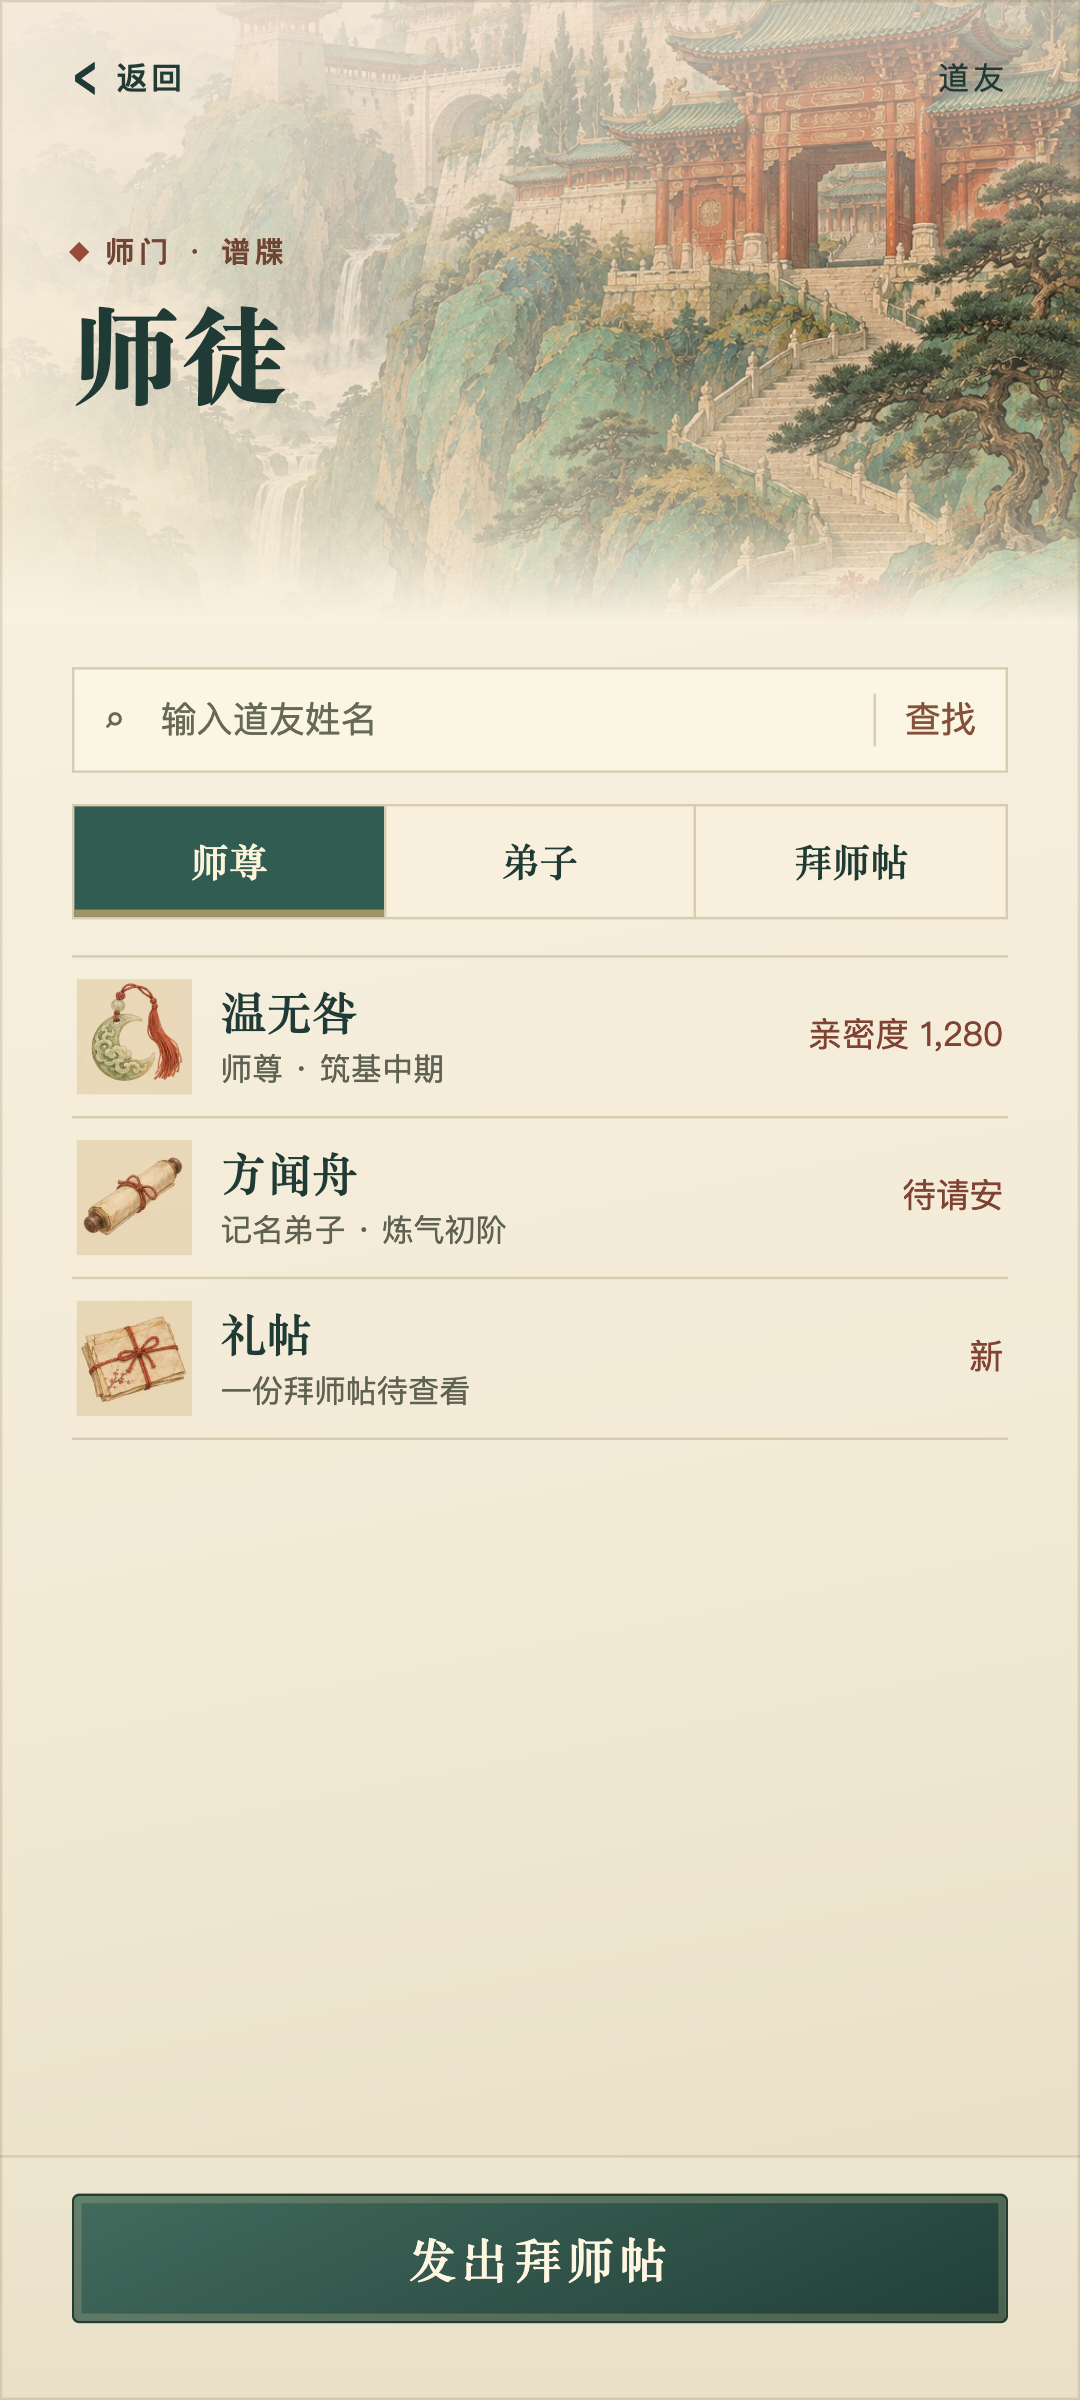 返回
道友
师门 · 谱牒
师徒
输入道友姓名
查找
师尊
弟子
拜师帖
温无咎
师尊 · 筑基中期
亲密度 1,280
方闻舟
记名弟子 · 炼气初阶
待请安
礼帖
一份拜师帖待查看
新
发出拜师帖